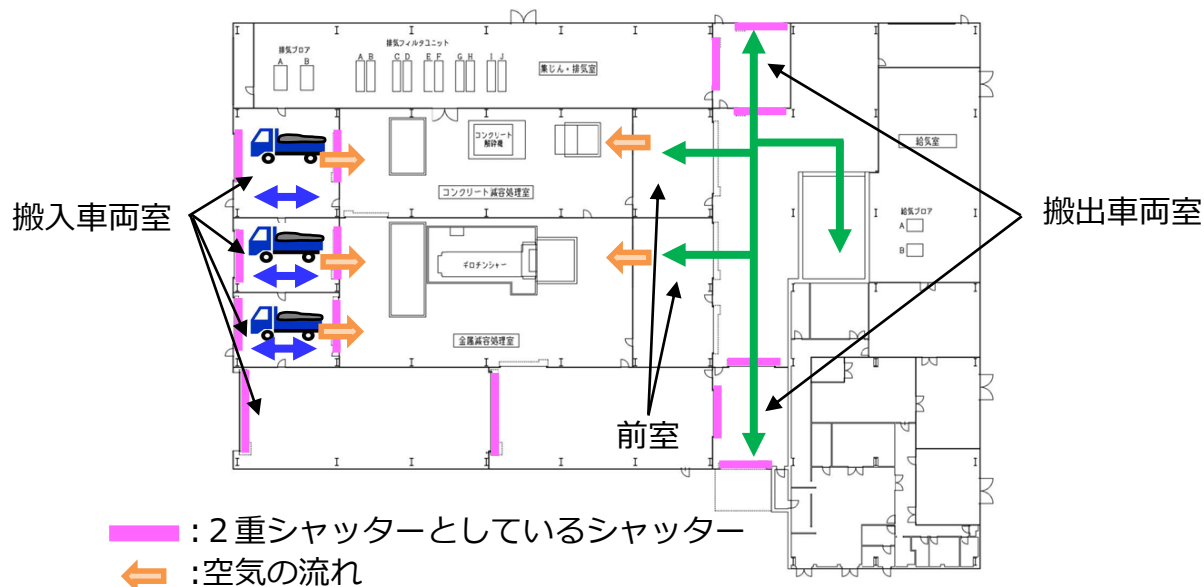 排気ブロア
A B
排気フィルタユニット
A B C D E F G H I J
集じん・排気室
コンクリート
解砕機
コンクリート減容処理室
給気室
給気ブロア
A
B
搬入車両室
搬出車両室
ギロチンシャー
金属減容処理室
前室
:２重シャッターとしているシャッター
:空気の流れ